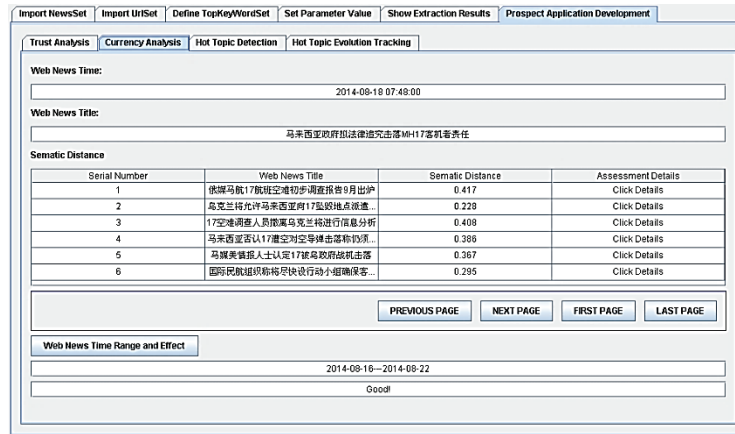 Import NewsSet Import UrlSet Define TopKeyWordSet Set Parameter Value Show Extraction Results Prospect Application Development
Trust Analysis Currency Analysis Hot Topic Detection Hot Topic Evolution Tracking
Web News Time:
2014-08-18 07:48:00
Web News Title:
马来西亚政府拟法律追究击落MH17客机者责任
Sematic Distance
Serial Number Web News Title Sematic Distance Assessment Details
1 俄媒马航17航班空难初步调查报告9月出炉 0.417 Click Details
2 乌克兰将允许马来西亚向17坠毁地点派遣... 0.228 Click Details
3 17空难调查人员撤离乌克兰将进行信息分析 0.408 Click Details
4 马来西亚否认17遭空对空导弹击落称仍须... 0.386 Click Details
5 马媒美情报人士认定17被乌政府战机击落 0.367 Click Details
6 国际民航组织称将尽快设行动小组确保客... 0.295 Click Details
PREVIOUS PAGE NEXT PAGE FIRST PAGE LAST PAGE
Web News Time Range and Effect
2014-08-16---2014-08-22
Good!